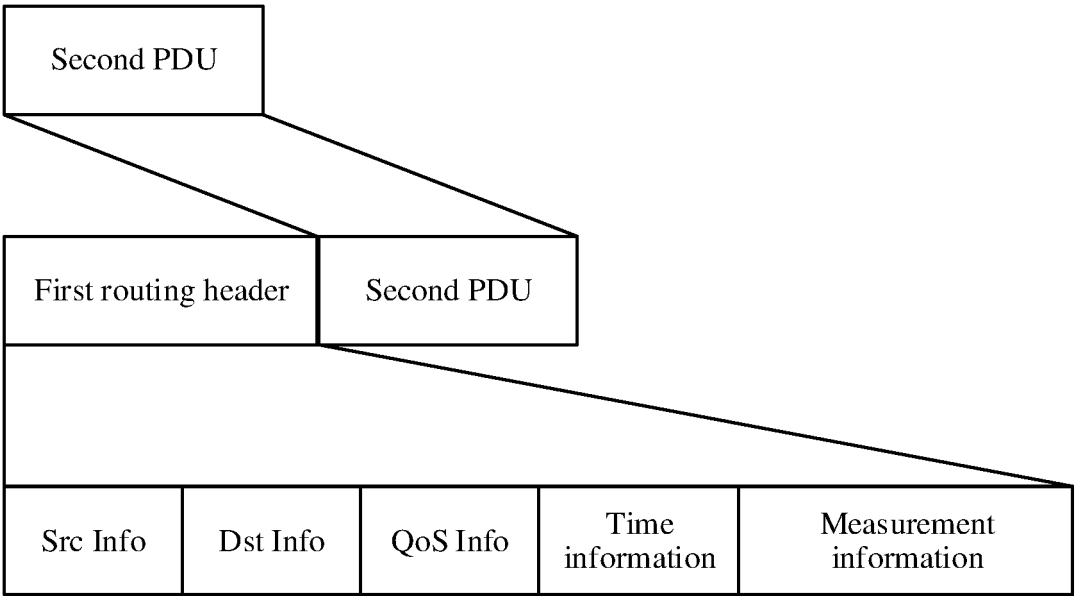 Second PDU
First routing header
Second PDU
Src Info
Dst Info
QoS Info
Time
information
Measurement
information